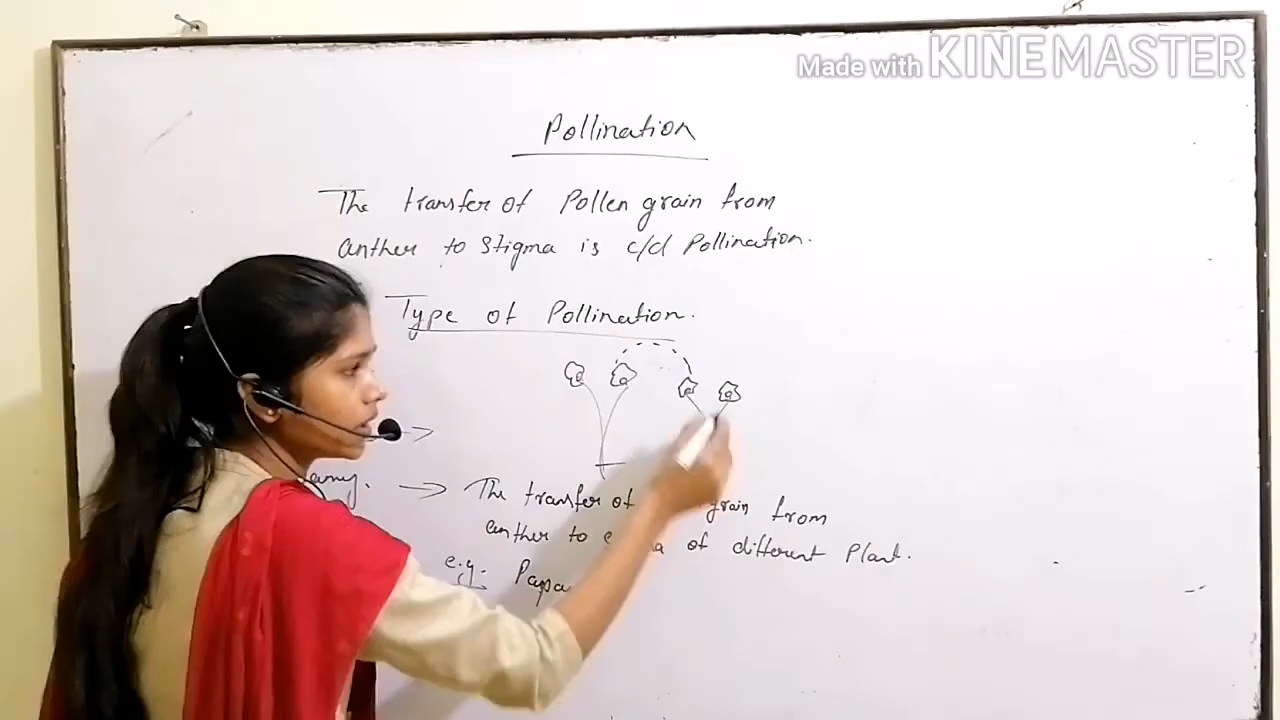 Made with KINEMASTER
Pollination
The transfer of Pollen grain from
anther to Stigma is c/d Pollination.
Type of Pollination.
The transfer of grain from
anther to of different Plant.
e.g.